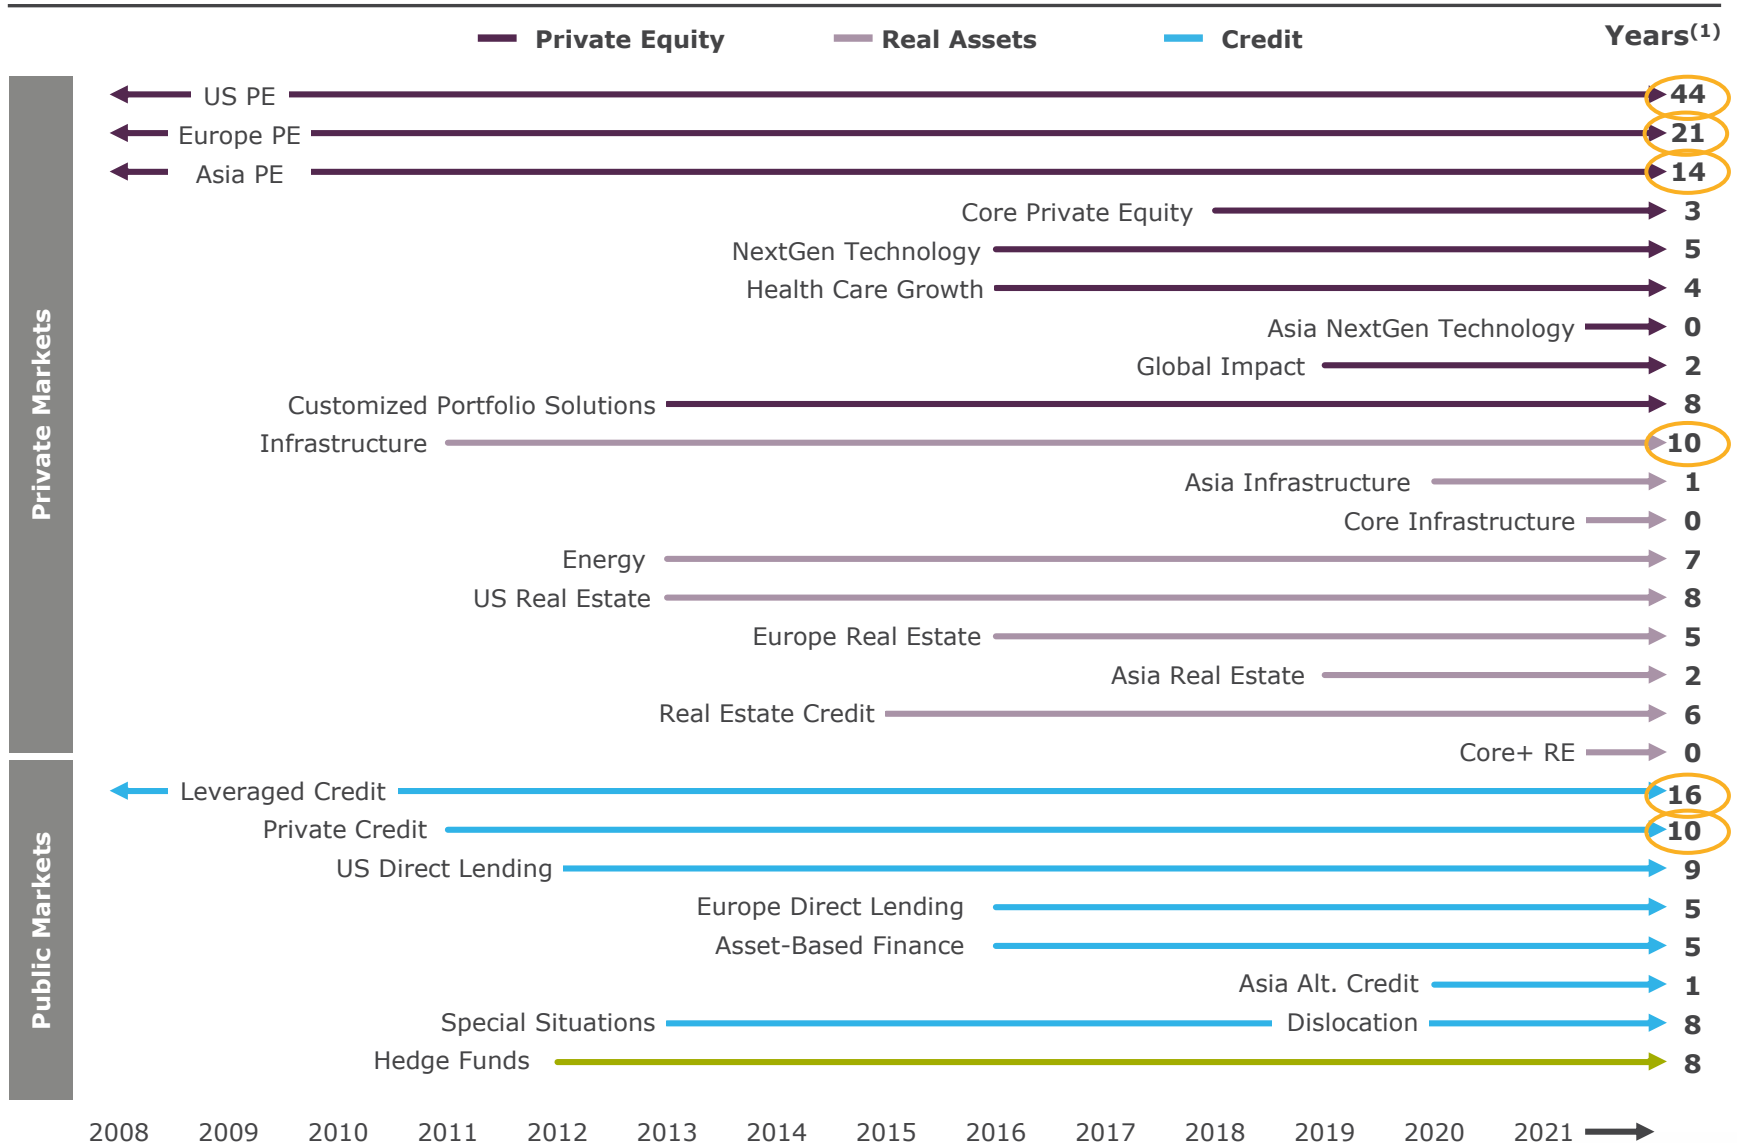 Private Equity Real Assets Credit Years(1)
Private Markets
US PE 44
Europe PE 21
Asia PE 14
Core Private Equity 3
NextGen Technology 5
Health Care Growth 4
Asia NextGen Technology 0
Global Impact 2
Customized Portfolio Solutions 8
Infrastructure 10
Asia Infrastructure 1
Core Infrastructure 0
Energy 7
US Real Estate 8
Europe Real Estate 5
Asia Real Estate 2
Real Estate Credit 6
Core+ RE 0
Public Markets
Leveraged Credit 16
Private Credit 10
US Direct Lending 9
Europe Direct Lending 5
Asset-Based Finance 5
Asia Alt. Credit 1
Special Situations Dislocation 8
Hedge Funds 8
2008 2009 2010 2011 2012 2013 2014 2015 2016 2017 2018 2019 2020 2021